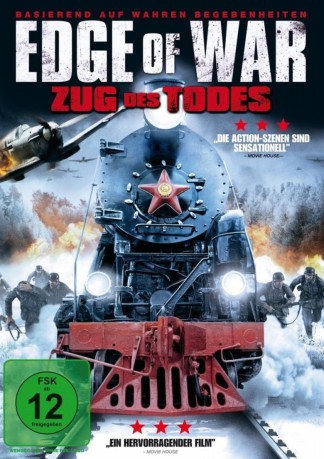 BASIEREND AUF WAHREN BEGEBENHEITEN
EDGE OF WAR
ZUG DES TODES
„DIE ACTION-SZENEN SIND
SENSATIONELL"
– MOVIE HOUSE –
FSK
ab
12
freigegeben
„EIN HERVORRAGENDER FILM"
– MOVIE HOUSE